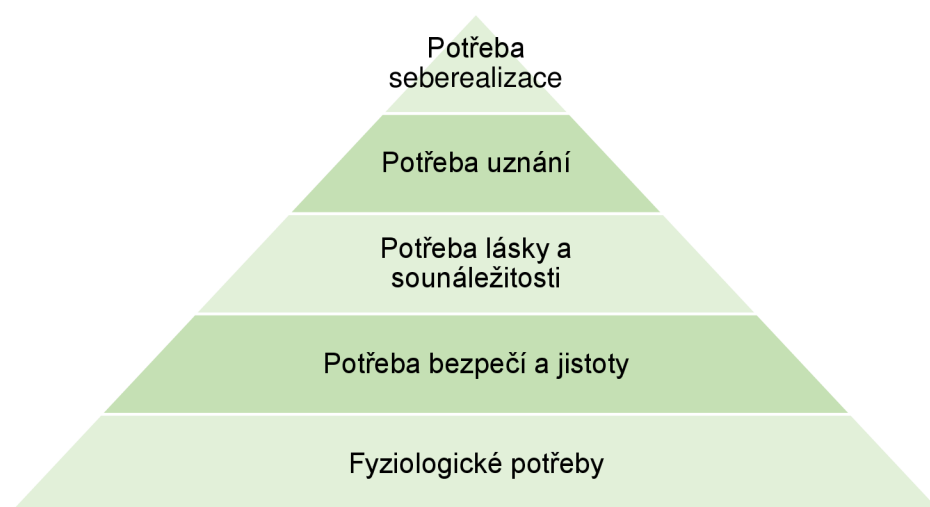 Potřeba
seberealizace
Potřeba uznání
Potřeba lásky a
sounáležitosti
Potřeba bezpečí a jistoty
Fyziologické potřeby